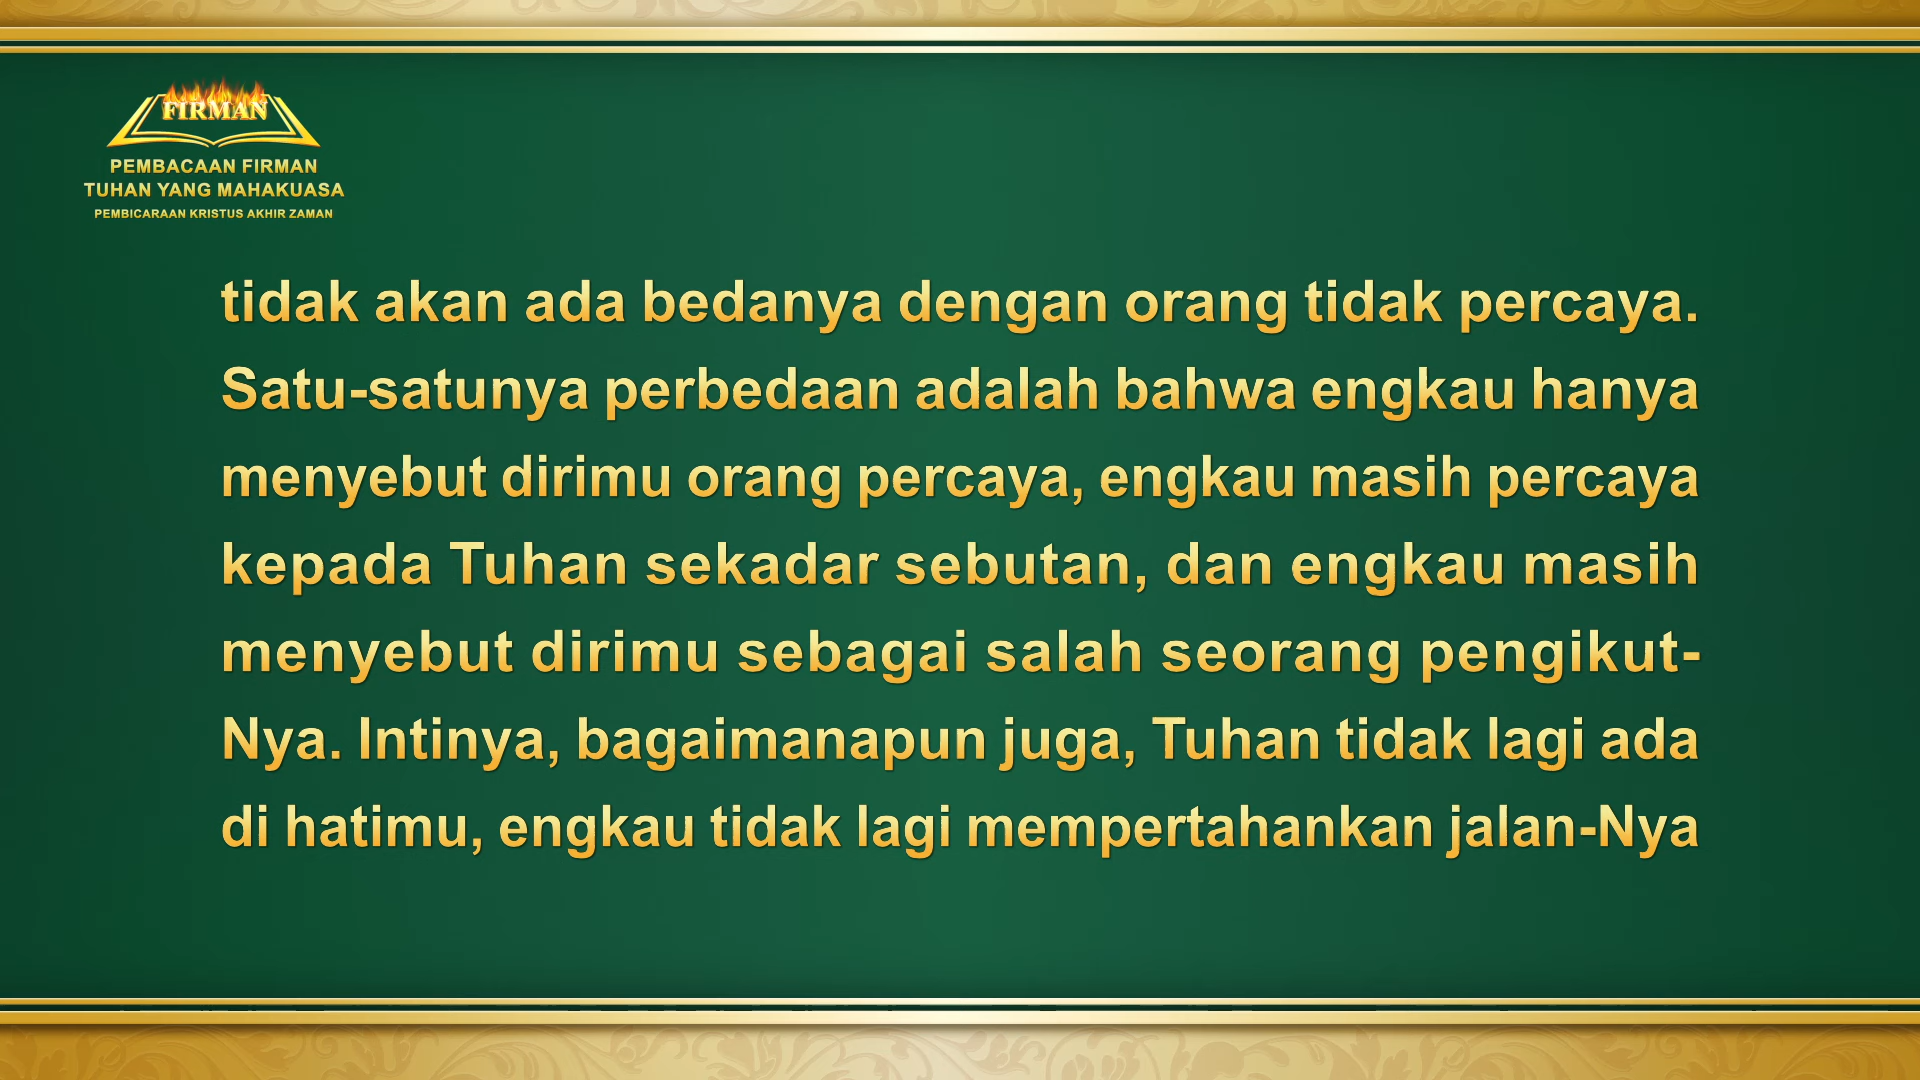 FIRMAN
PEMBACAAN FIRMAN
TUHAN YANG MAHAKUASA
PEMBICARAAN KRISTUS AKHIR ZAMAN
tidak akan ada bedanya dengan orang tidak percaya.
Satu-satunya perbedaan adalah bahwa engkau hanya
menyebut dirimu orang percaya, engkau masih percaya
kepada Tuhan sekadar sebutan, dan engkau masih
menyebut dirimu sebagai salah seorang pengikut-
Nya. Intinya, bagaimanapun juga, Tuhan tidak lagi ada
di hatimu, engkau tidak lagi mempertahankan jalan-Nya